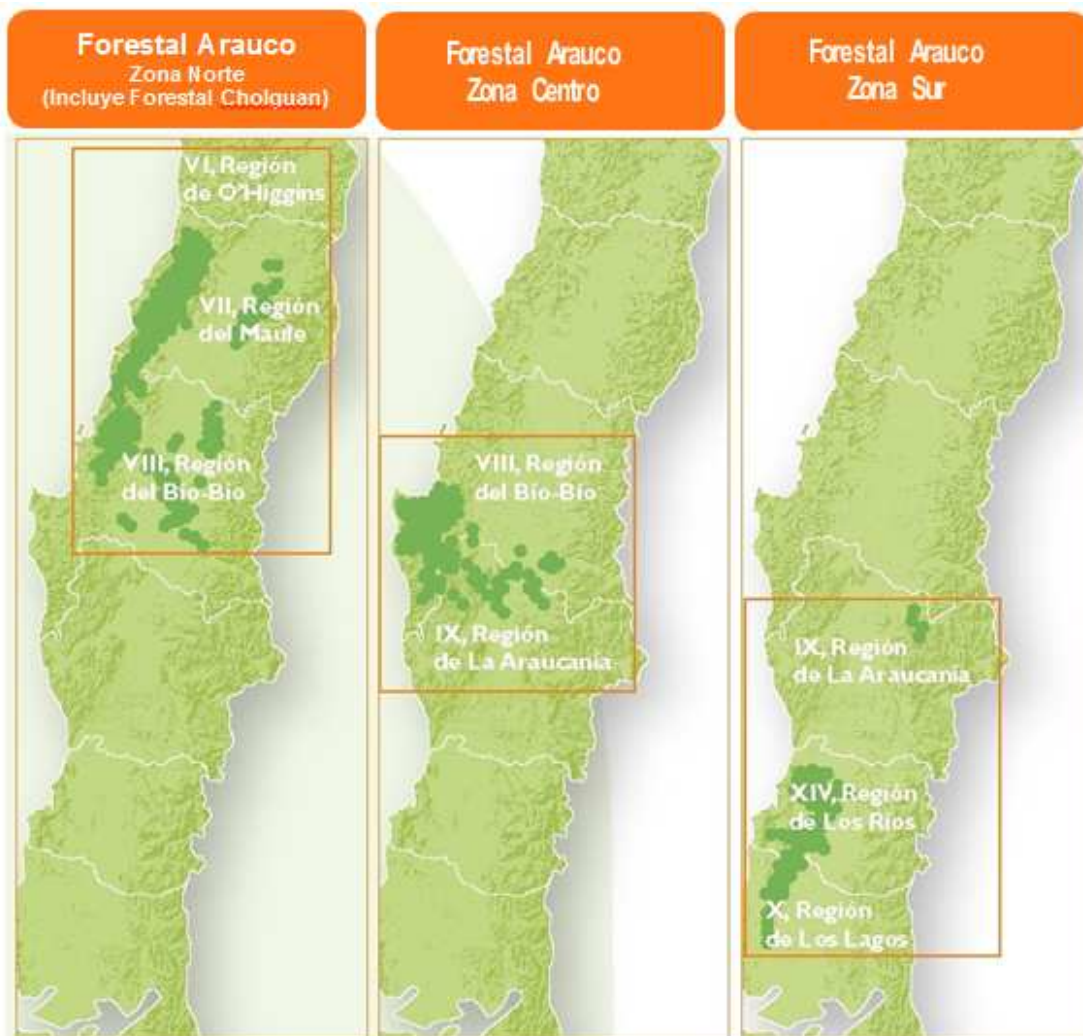 Forestal Arauco
Zona Norte
(Incluye Forestal Cholquan)
VI, Región
de O'Higgins
VII, Región
del Maule
VIII, Región
del Bío-Bío
Forestal Arauco
Zona Centro
VIII, Región
del Bío-Bío
IX, Región
de La Araucanía
Forestal Arauco
Zona Sur
IX, Región
de La Araucanía
XIV, Región
de Los Ríos
X, Región
de Los Lagos